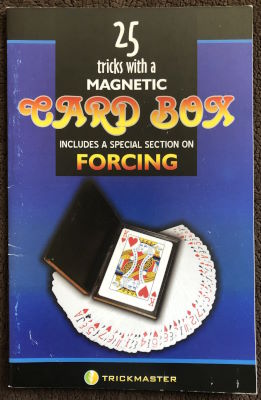 25
tricks with a
MAGNETIC
CARD BOX
INCLUDES A SPECIAL SECTION ON
FORCING
K
TRICKMASTER